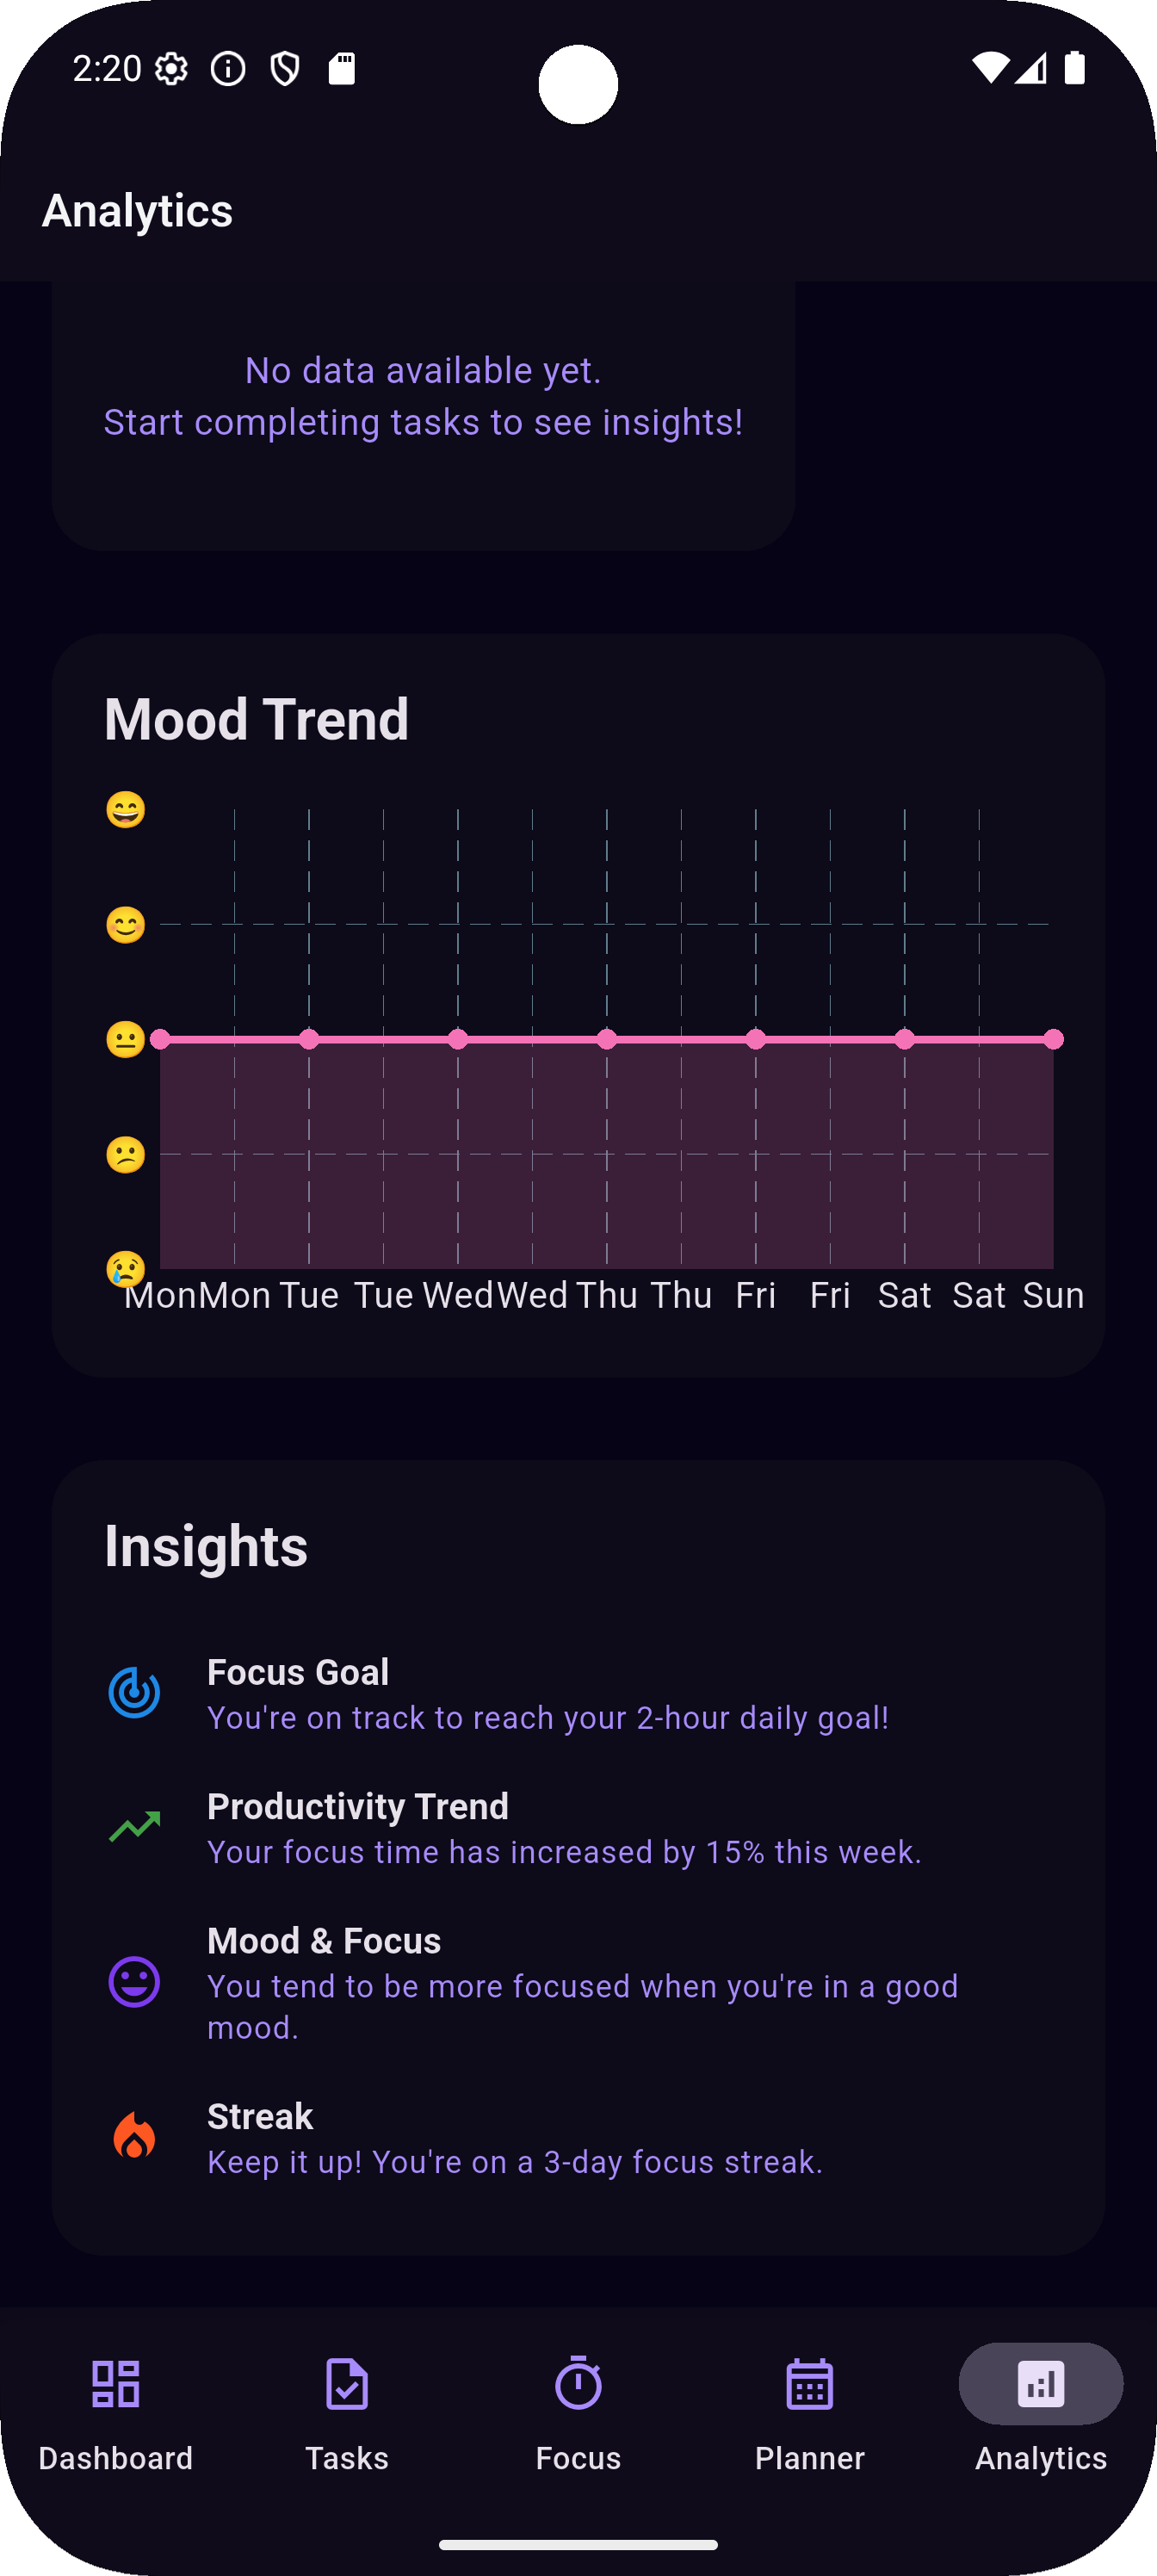 2:20
Analytics
No data available yet.
Start completing tasks to see insights!
Mood Trend
Mon Mon Tue Tue Wed Wed Thu Thu Fri Fri Sat Sat Sun
Insights
Focus Goal
You're on track to reach your 2-hour daily goal!
Productivity Trend
Your focus time has increased by 15% this week.
Mood & Focus
You tend to be more focused when you're in a good
mood.
Streak
Keep it up! You're on a 3-day focus streak.
Dashboard Tasks Focus Planner Analytics